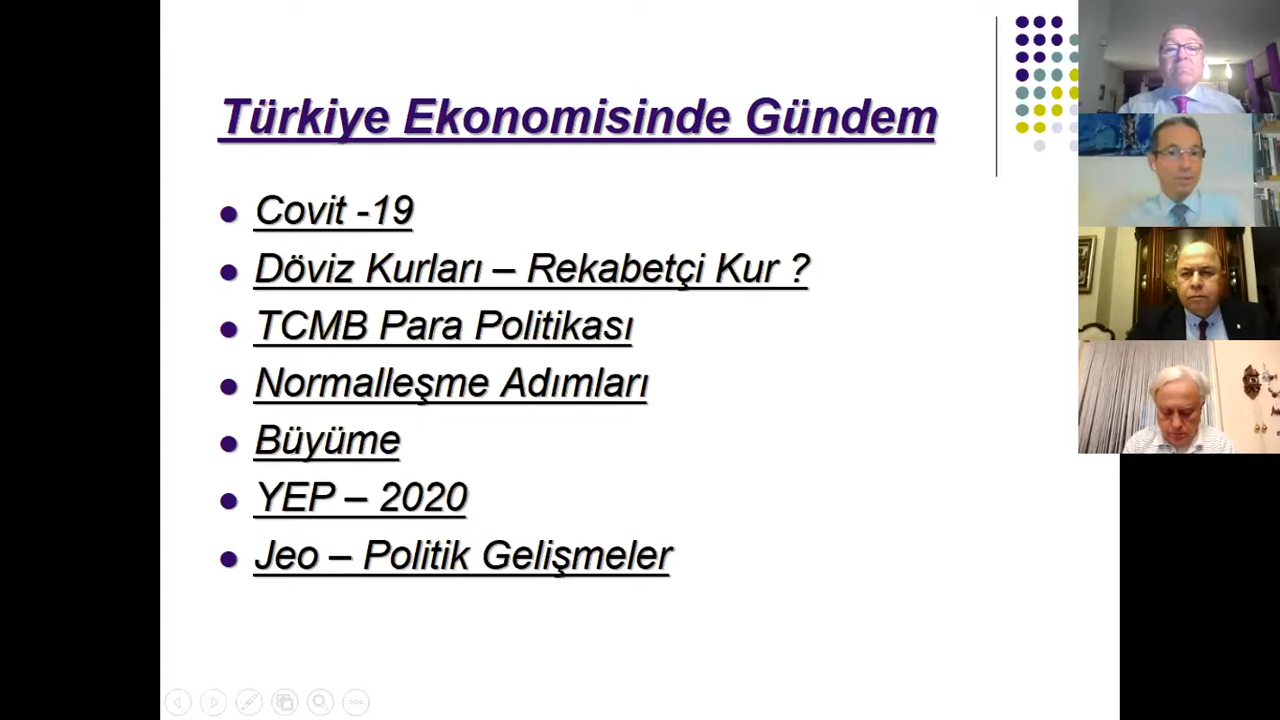 Türkiye Ekonomisinde Gündem
Covit -19
Döviz Kurları – Rekabetçi Kur ?
TCMB Para Politikası
Normalleşme Adımları
Büyüme
YEP – 2020
Jeo – Politik Gelişmeler